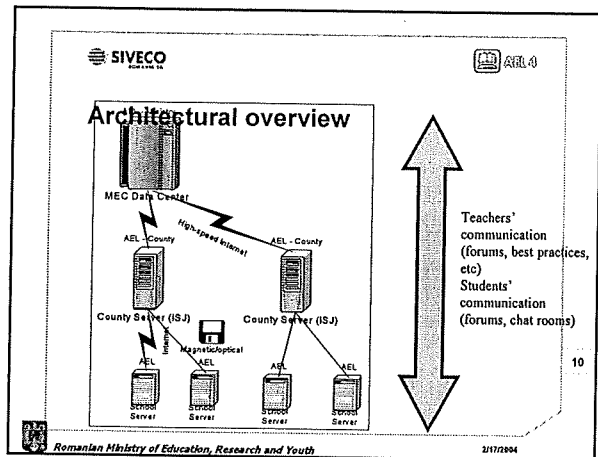 SIVECO
AEL 4
Architectural overview
MEC Data Center
High-speed Internet
AEL - County
AEL - County
County Server (ISJ)
County Server (ISJ)
Internet
Magnetic/optical
AEL
AEL
AEL
AEL
School
Server
School
Server
School
Server
School
Server
Teachers'
communication
(forums, best practices,
etc)
Students'
communication
(forums, chat rooms)
10
Romanian Ministry of Education, Research and Youth
2/17/2004